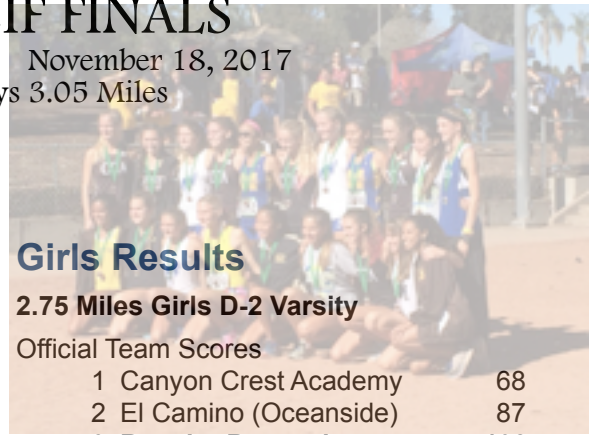 IF FINALS
November 18, 2017
ys 3.05 Miles
Girls Results
2.75 Miles Girls D-2 Varsity
Official Team Scores
1 Canyon Crest Academy 68
2 El Camino (Oceanside) 87